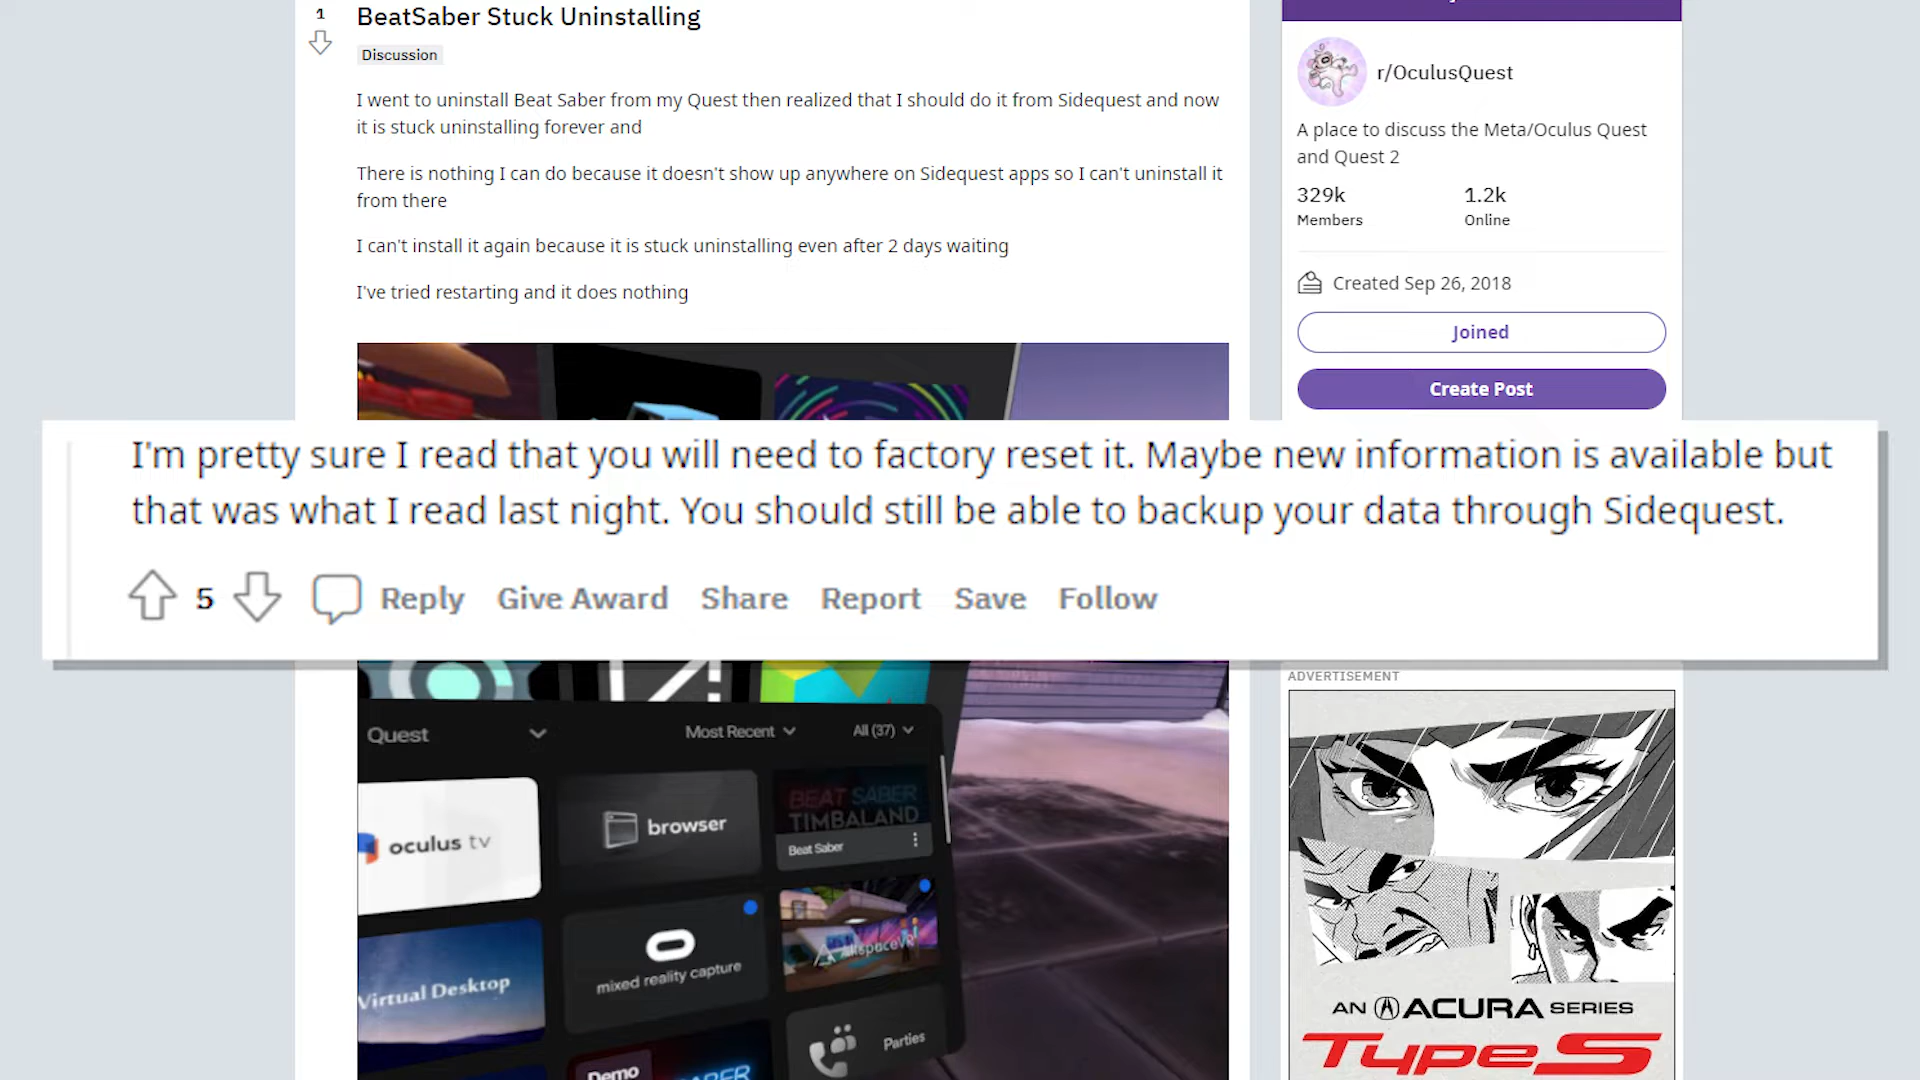 1
BeatSaber Stuck Uninstalling
Discussion
I went to uninstall Beat Saber from my Quest then realized that I should do it from Sidequest and now
it is stuck uninstalling forever and
There is nothing I can do because it doesn't show up anywhere on Sidequest apps so I can't uninstall it
from there
I can't install it again because it is stuck uninstalling even after 2 days waiting
I've tried restarting and it does nothing
r/OculusQuest
A place to discuss the Meta/Oculus Quest
and Quest 2
329k 1.2k
Members Online
Created Sep 26, 2018
Joined
Create Post
I'm pretty sure I read that you will need to factory reset it. Maybe new information is available but
that was what I read last night. You should still be able to backup your data through Sidequest.
5 Reply Give Award Share Report Save Follow
Quest Most Recent All (37)
oculus tv
browser
BEAT SABER
TIMBALAND
Beat Saber
Virtual Desktop
mixed reality capture
AltspaceVR
Parties
Demo
ADVERTISEMENT
AN ACURA SERIES
Type S